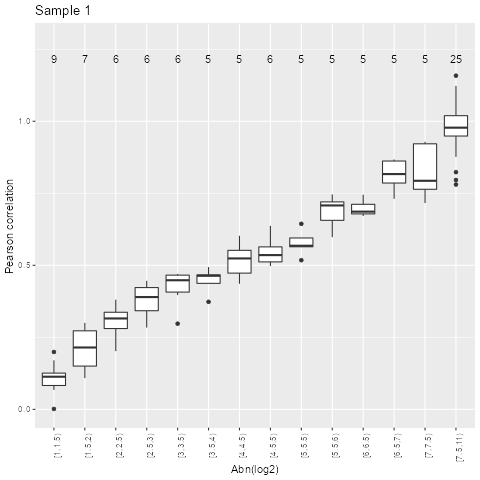 Sample 1
9 7 6 6 6 5 5 6 5 5 5 5 5 25
1.0
0.5
0.0
Pearson correlation
[1,1.5) [1.5,2) [2,2.5) [2.5,3) [3,3.5) [3.5,4) [4,4.5) [4.5,5) [5,5.5) [5.5,6) [6,6.5) [6.5,7) [7,7.5) [7.5,11)
Abn(log2)